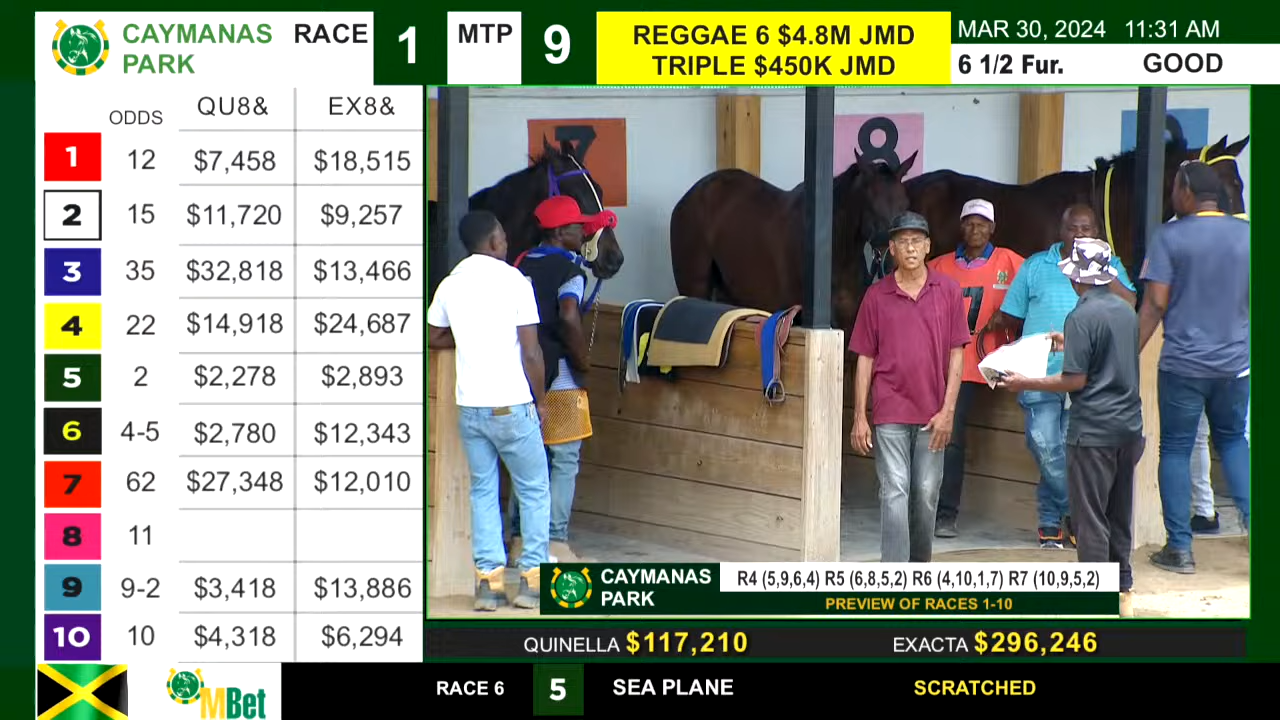 CAYMANAS PARK
RACE 1
MTP 9
REGGAE 6 $4.8M JMD
TRIPLE $450K JMD
MAR 30, 2024 11:31 AM
6 1/2 Fur. GOOD
ODDS QU8& EX8&
1 12 $7,458 $18,515
2 15 $11,720 $9,257
3 35 $32,818 $13,466
4 22 $14,918 $24,687
5 2 $2,278 $2,893
6 4-5 $2,780 $12,343
7 62 $27,348 $12,010
8 11
9 9-2 $3,418 $13,886
10 10 $4,318 $6,294
7
8
9
7
CAYMANAS PARK
R4 (5,9,6,4) R5 (6,8,5,2) R6 (4,10,1,7) R7 (10,9,5,2)
PREVIEW OF RACES 1-10
QUINELLA $117,210 EXACTA $296,246
MBet
RACE 6 5 SEA PLANE SCRATCHED